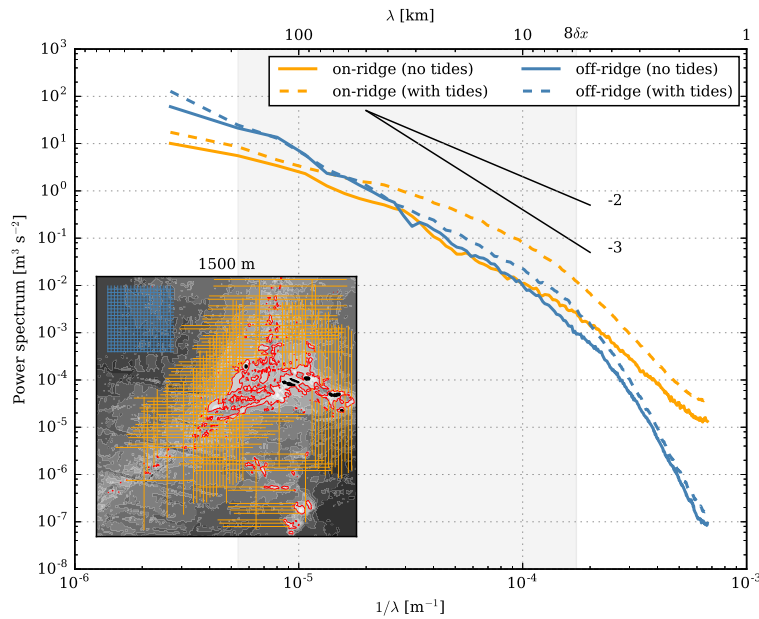 λ [km]
100 10 8δx 1
on-ridge (no tides) off-ridge (no tides)
on-ridge (with tides) off-ridge (with tides)
10³
10²
10¹
10⁰
10⁻¹
10⁻²
10⁻³
10⁻⁴
10⁻⁵
10⁻⁶
10⁻⁷
10⁻⁸
Power spectrum [m³ s⁻²]
-2
-3
1500 m
10⁻⁶ 10⁻⁵ 10⁻⁴ 10⁻³
1/λ [m⁻¹]